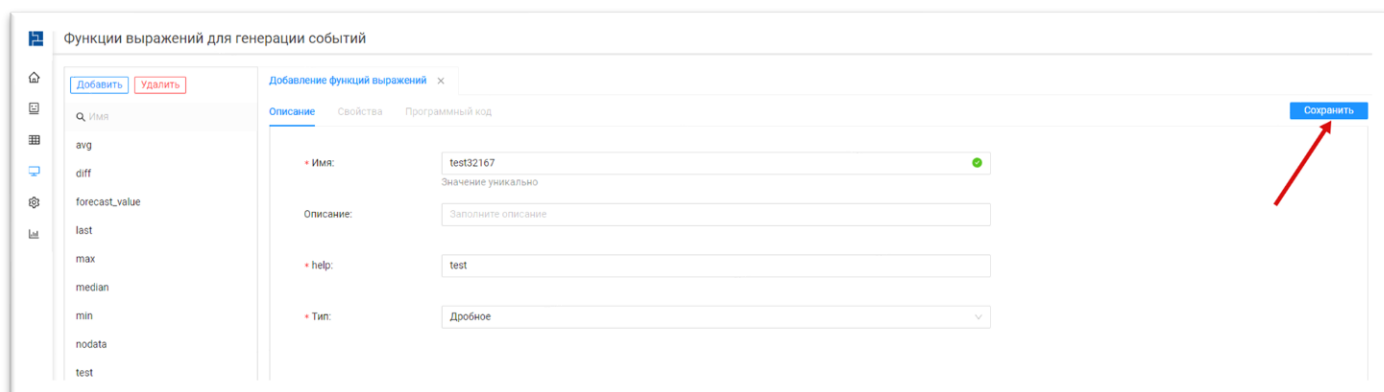 Функции выражений для генерации событий
Добавить Удалить
Имя
avg
diff
forecast_value
last
max
median
min
nodata
test
Добавление функций выражений ×
Описание Свойства Программный код
Сохранить
* Имя: test32167
Значение уникально
Описание: Заполните описание
* help: test
* Тип: Дробное